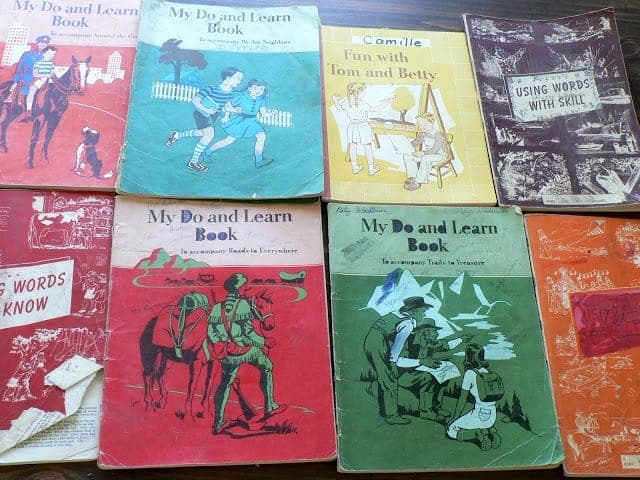 My Do and Learn
Book
To accompany Around the
My Do and Learn
Book
To accompany We Are Neighbors
Camille
Fun with
Tom and Betty
USING WORDS
WITH SKILL
G WORDS
KNOW
My Do and Learn
Book
To accompany Roads to Everywhere
My Do and Learn
Book
To accompany Trails to Treasure